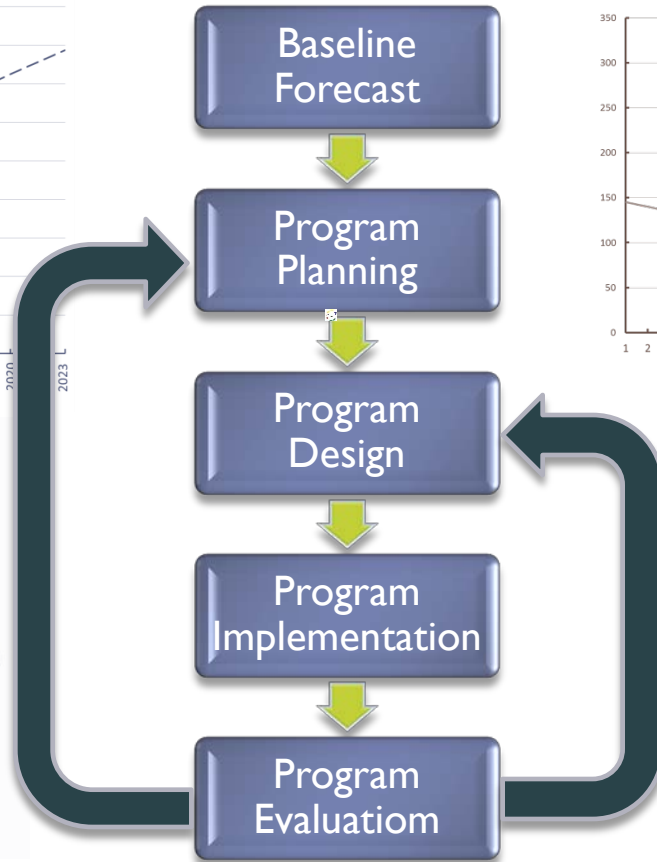 Baseline
Forecast
Program
Planning
Program
Design
Program
Implementation
Program
Evaluatiom
2020
2023
350
300
250
200
150
100
50
0
1 2